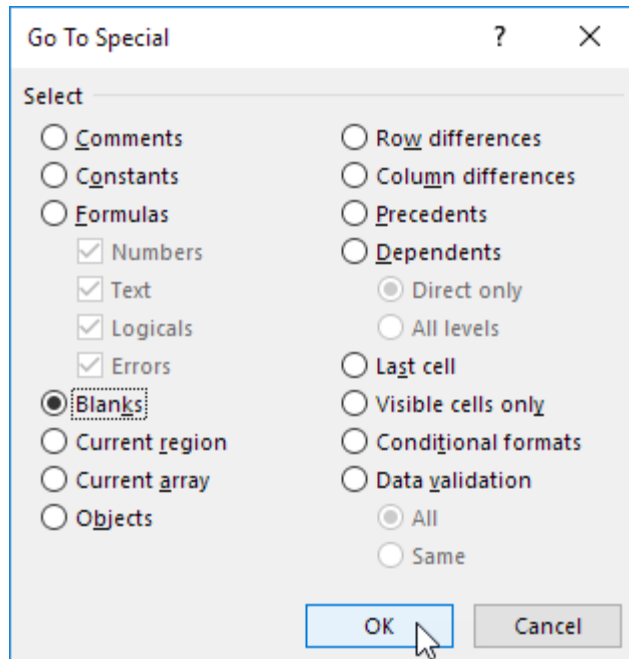 Go To Special
?
Select
Comments
Constants
Formulas
Numbers
Text
Logicals
Errors
Blanks
Current region
Current array
Objects
Row differences
Column differences
Precedents
Dependents
Direct only
All levels
Last cell
Visible cells only
Conditional formats
Data validation
All
Same
OK
Cancel